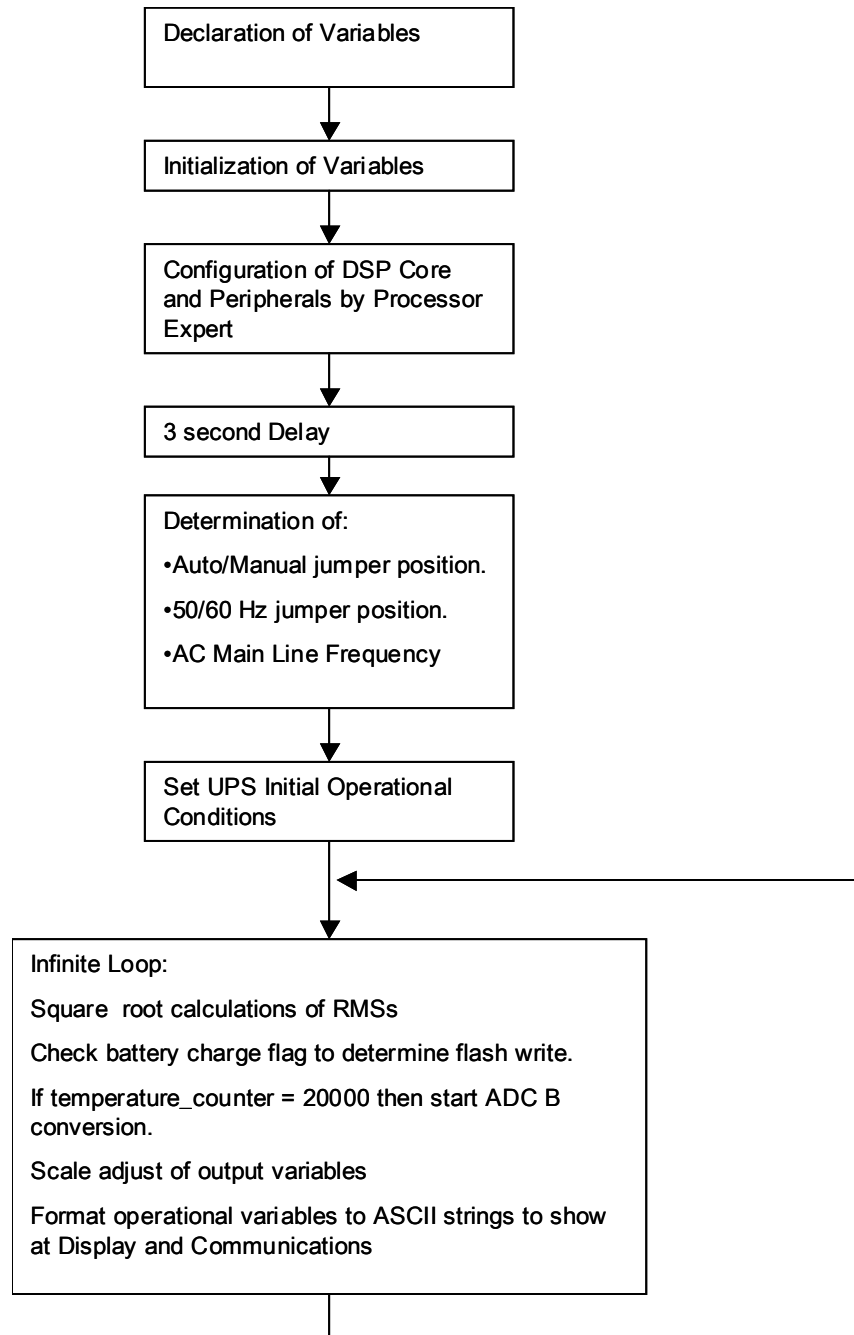 Declaration of Variables
Initialization of Variables
Configuration of DSP Core
and Peripherals by Processor
Expert
3 second Delay
Determination of:
•Auto/Manual jumper position.
•50/60 Hz jumper position.
•AC Main Line Frequency
Set UPS Initial Operational
Conditions
Infinite Loop:
Square  root calculations of RMSs
Check battery charge flag to determine flash write.
If temperature_counter = 20000 then start ADC B
conversion.
Scale adjust of output variables
Format operational variables to ASCII strings to show
at Display and Communications